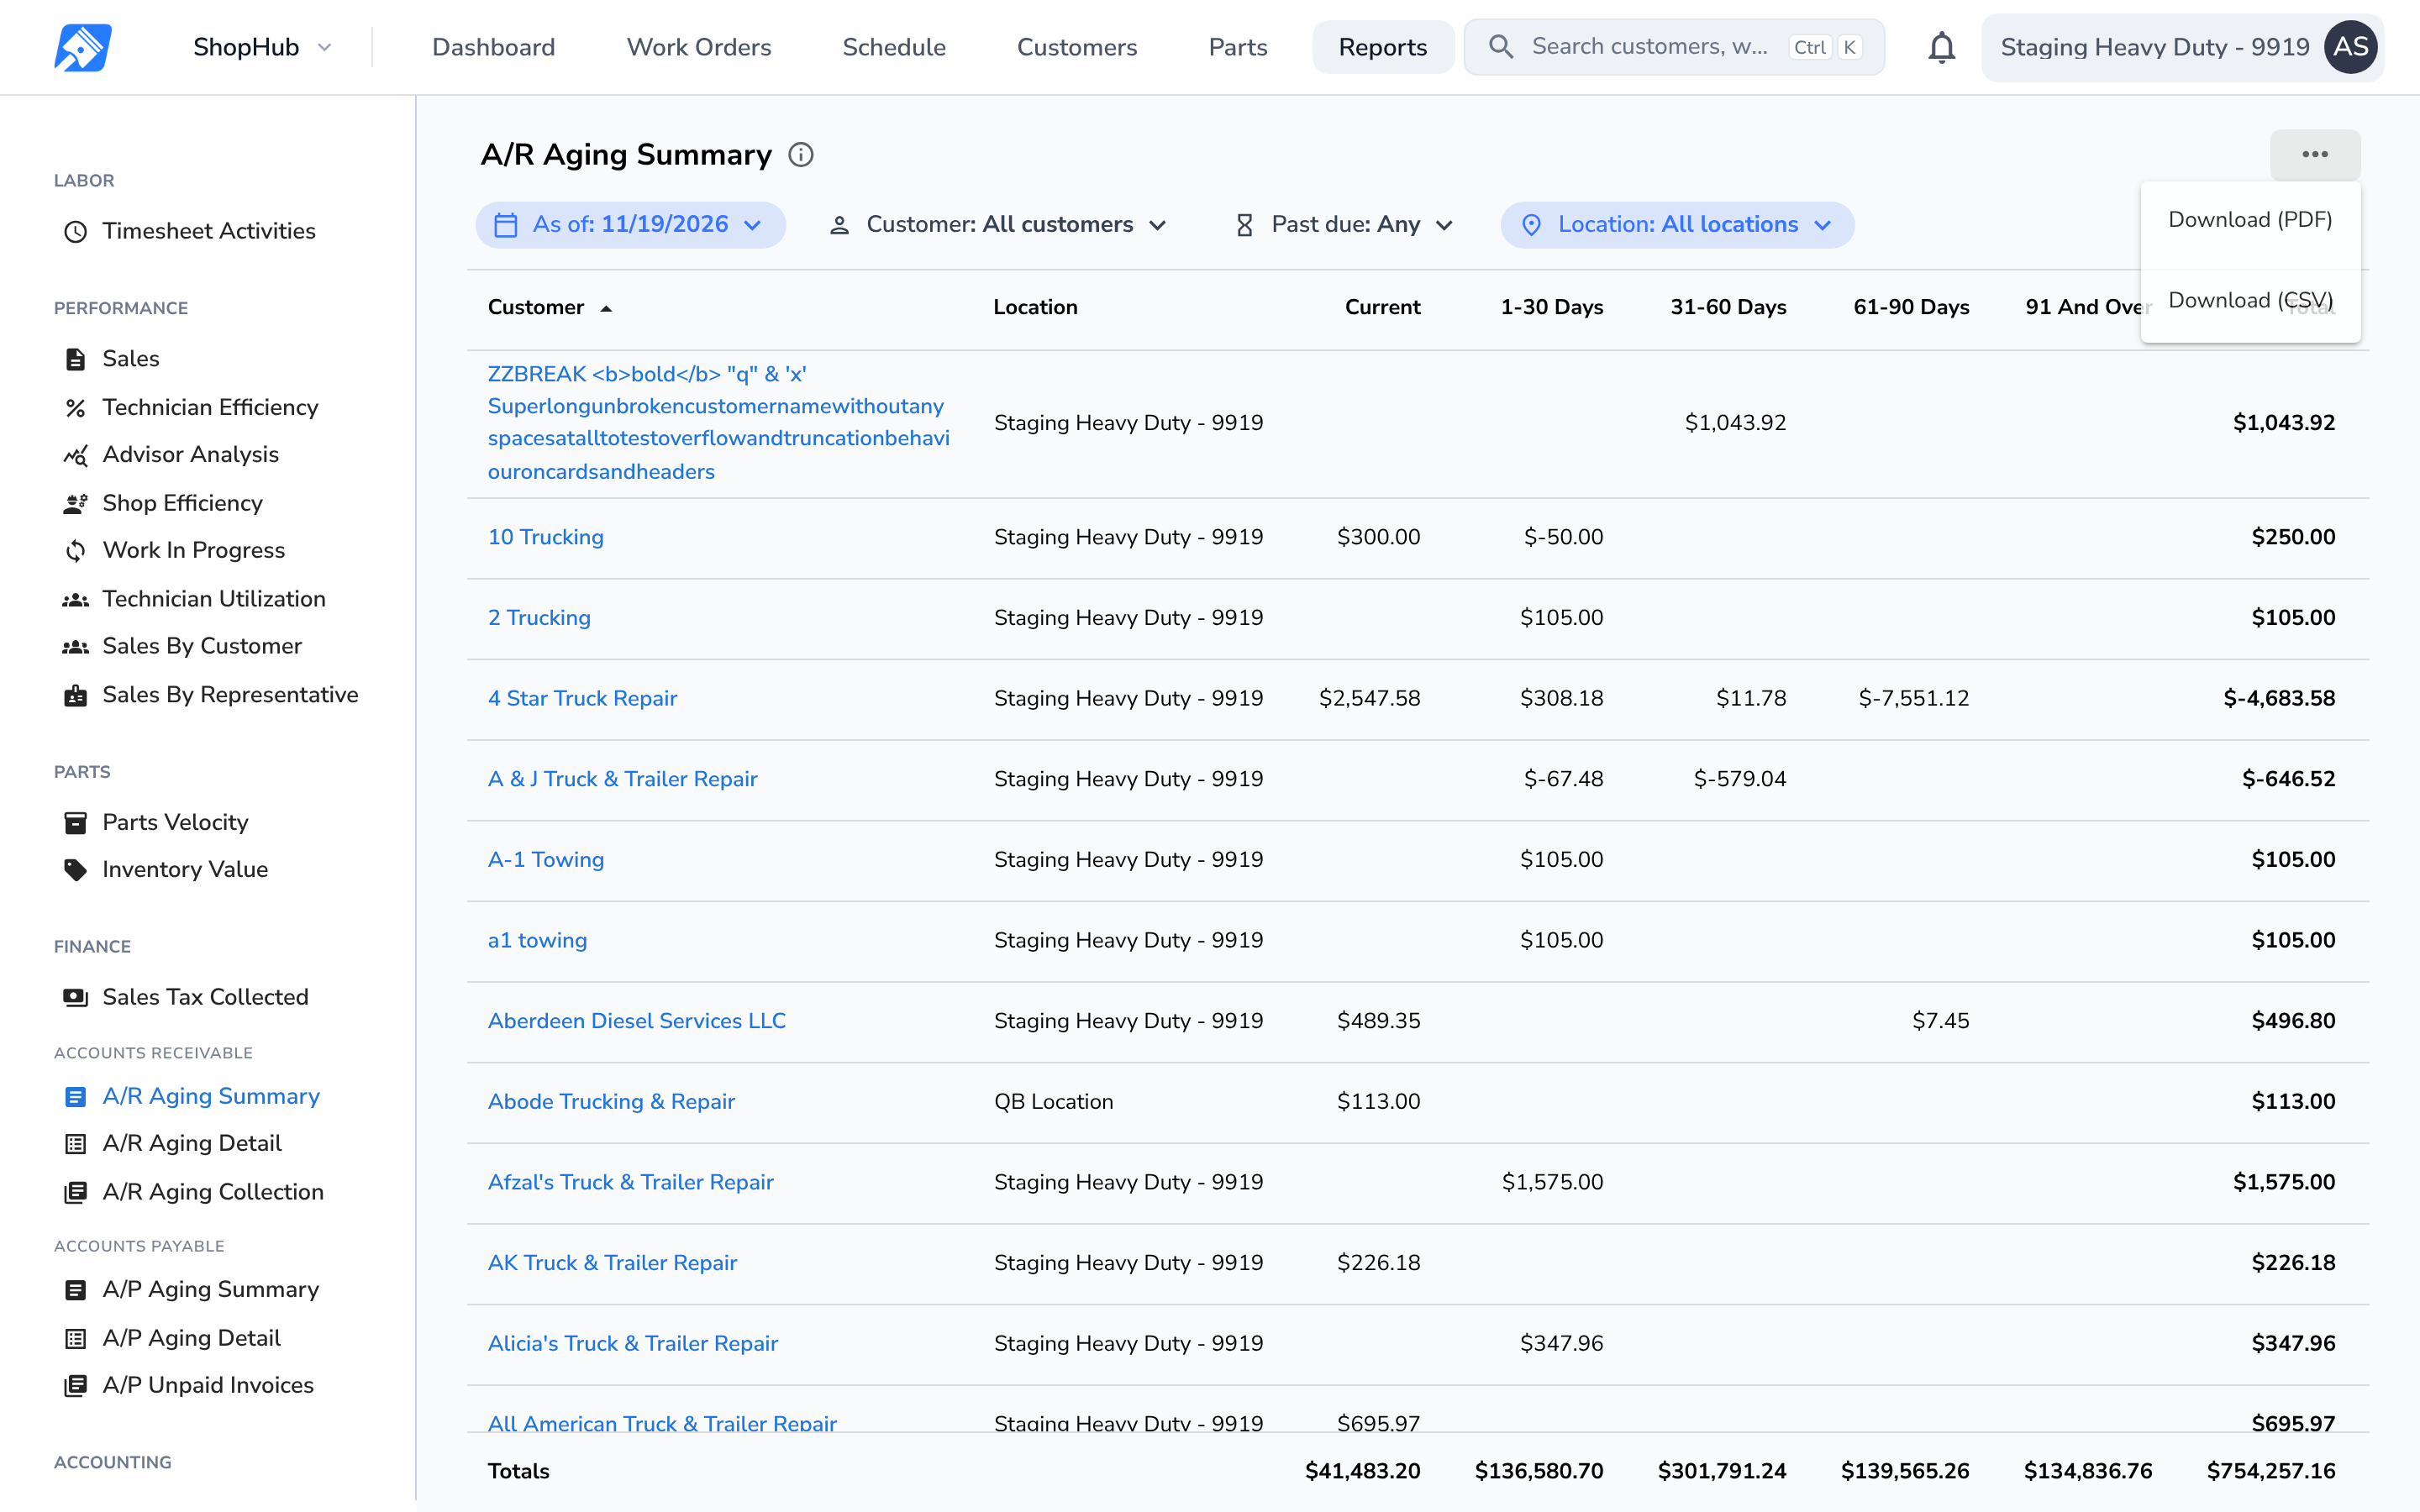 ShopHub
Dashboard
Work Orders
Schedule
Customers
Parts
Reports
Search customers, w...
Ctrl K
Staging Heavy Duty - 9919
AS
LABOR
Timesheet Activities
PERFORMANCE
Sales
Technician Efficiency
Advisor Analysis
Shop Efficiency
Work In Progress
Technician Utilization
Sales By Customer
Sales By Representative
PARTS
Parts Velocity
Inventory Value
FINANCE
Sales Tax Collected
ACCOUNTS RECEIVABLE
A/R Aging Summary
A/R Aging Detail
A/R Aging Collection
ACCOUNTS PAYABLE
A/P Aging Summary
A/P Aging Detail
A/P Unpaid Invoices
ACCOUNTING
A/R Aging Summary
As of: 11/19/2026
Customer: All customers
Past due: Any
Location: All locations
Download (PDF)
Download (CSV)
Customer Location Current 1-30 Days 31-60 Days 61-90 Days 91 And Over Total
ZZBREAK <b>bold</b> "q" & 'x'
Superlongunbrokencustomernamewithoutany
spacesatalltotestoverflowandtruncationbehavi
ouroncardsandheaders
Staging Heavy Duty - 9919 $1,043.92 $1,043.92
10 Trucking Staging Heavy Duty - 9919 $300.00 $-50.00 $250.00
2 Trucking Staging Heavy Duty - 9919 $105.00 $105.00
4 Star Truck Repair Staging Heavy Duty - 9919 $2,547.58 $308.18 $11.78 $-7,551.12 $-4,683.58
A & J Truck & Trailer Repair Staging Heavy Duty - 9919 $-67.48 $-579.04 $-646.52
A-1 Towing Staging Heavy Duty - 9919 $105.00 $105.00
a1 towing Staging Heavy Duty - 9919 $105.00 $105.00
Aberdeen Diesel Services LLC Staging Heavy Duty - 9919 $489.35 $7.45 $496.80
Abode Trucking & Repair QB Location $113.00 $113.00
Afzal's Truck & Trailer Repair Staging Heavy Duty - 9919 $1,575.00 $1,575.00
AK Truck & Trailer Repair Staging Heavy Duty - 9919 $226.18 $226.18
Alicia's Truck & Trailer Repair Staging Heavy Duty - 9919 $347.96 $347.96
All American Truck & Trailer Repair Staging Heavy Duty - 9919 $695.97 $695.97
Totals $41,483.20 $136,580.70 $301,791.24 $139,565.26 $134,836.76 $754,257.16